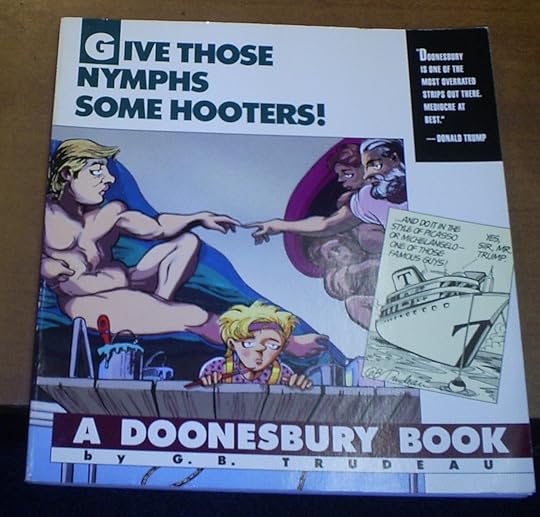 GIVE THOSE
NYMPHS
SOME HOOTERS!
"DOONESBURY
IS ONE OF THE
MOST OVERRATED
STRIPS OUT THERE.
MEDIOCRE AT
BEST."
—DONALD TRUMP
...AND DO IT IN THE
STYLE OF PICASSO
OR MICHELANGELO—
ONE OF THOSE
FAMOUS GUYS!
YES,
SIR, MR.
TRUMP.
GB Trudeau
A DOONESBURY BOOK
by G. B. TRUDEAU